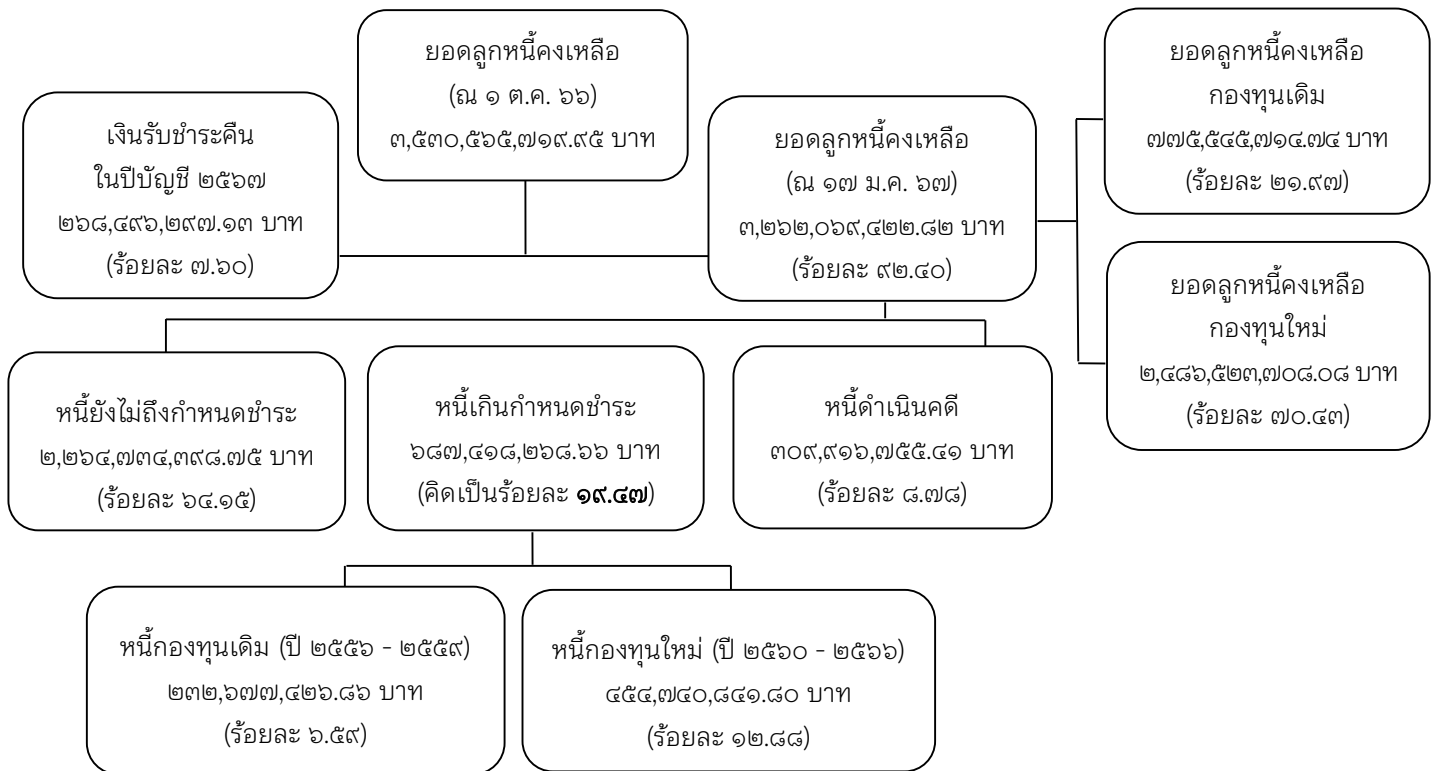 ยอดลูกหนี้คงเหลือ
(ณ ๑ ต.ค. ๖๖)
๓,๕๓๐,๕๖๕,๗๑๙.๙๕ บาท
เงินรับชำระคืน
ในปีบัญชี ๒๕๖๗
๒๖๘,๔๙๖,๒๙๗.๑๓ บาท
(ร้อยละ ๗.๖๐)
ยอดลูกหนี้คงเหลือ
(ณ ๑๗ ม.ค. ๖๗)
๓,๒๖๒,๐๖๙,๔๒๒.๘๒ บาท
(ร้อยละ ๙๒.๔๐)
ยอดลูกหนี้คงเหลือ
กองทุนเดิม
๗๗๕,๕๔๕,๗๑๔.๗๔ บาท
(ร้อยละ ๒๑.๙๗)
ยอดลูกหนี้คงเหลือ
กองทุนใหม่
๒,๔๘๖,๕๒๓,๗๐๘.๐๘ บาท
(ร้อยละ ๗๐.๔๓)
หนี้ยังไม่ถึงกำหนดชำระ
๒,๒๖๔,๗๓๔,๓๙๘.๗๕ บาท
(ร้อยละ ๖๔.๑๕)
หนี้เกินกำหนดชำระ
๖๘๗,๔๑๘,๒๖๘.๖๖ บาท
(คิดเป็นร้อยละ ๑๙.๔๗)
หนี้ดำเนินคดี
๓๐๙,๙๑๖,๗๕๕.๔๑ บาท
(ร้อยละ ๘.๗๘)
หนี้กองทุนเดิม (ปี ๒๕๕๖ - ๒๕๕๙)
๒๓๒,๖๗๗,๔๒๖.๘๖ บาท
(ร้อยละ ๖.๕๙)
หนี้กองทุนใหม่ (ปี ๒๕๖๐ - ๒๕๖๖)
๔๕๔,๗๔๐,๘๔๑.๘๐ บาท
(ร้อยละ ๑๒.๘๘)